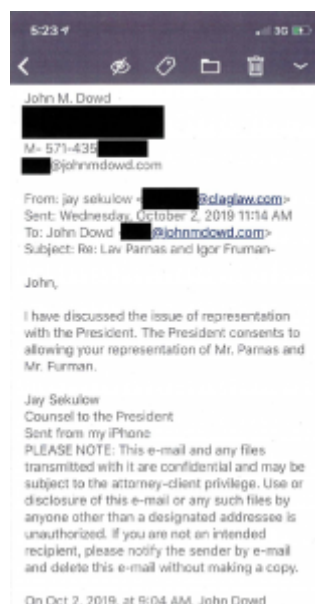 5:23
3G
John M. Dowd
M- 571-435
@johnmdowd.com
From: jay sekulow < @claglaw.com>
Sent: Wednesday, October 2, 2019 11:14 AM
To: John Dowd < @johnmdowd.com>
Subject: Re: Lav Parnas and Igor Fruman-
John,
I have discussed the issue of representation
with the President. The President consents to
allowing your representation of Mr. Parnas and
Mr. Furman.
Jay Sekulow
Counsel to the President
Sent from my iPhone
PLEASE NOTE: This e-mail and any files
transmitted with it are confidential and may be
subject to the attorney-client privilege. Use or
disclosure of this e-mail or any such files by
anyone other than a designated addressee is
unauthorized. If you are not an intended
recipient, please notify the sender by e-mail
and delete this e-mail without making a copy.
On Oct 2, 2019, at 9:04 AM, John Dowd